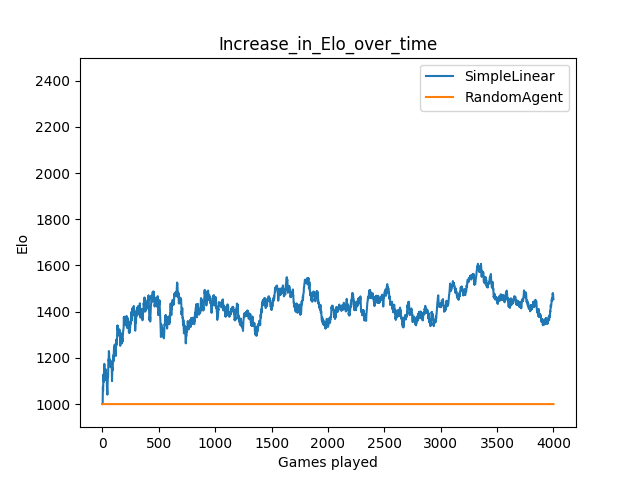 Increase_in_Elo_over_time
SimpleLinear
RandomAgent
2400
2200
2000
1800
1600
1400
1200
1000
Elo
0 500 1000 1500 2000 2500 3000 3500 4000
Games played